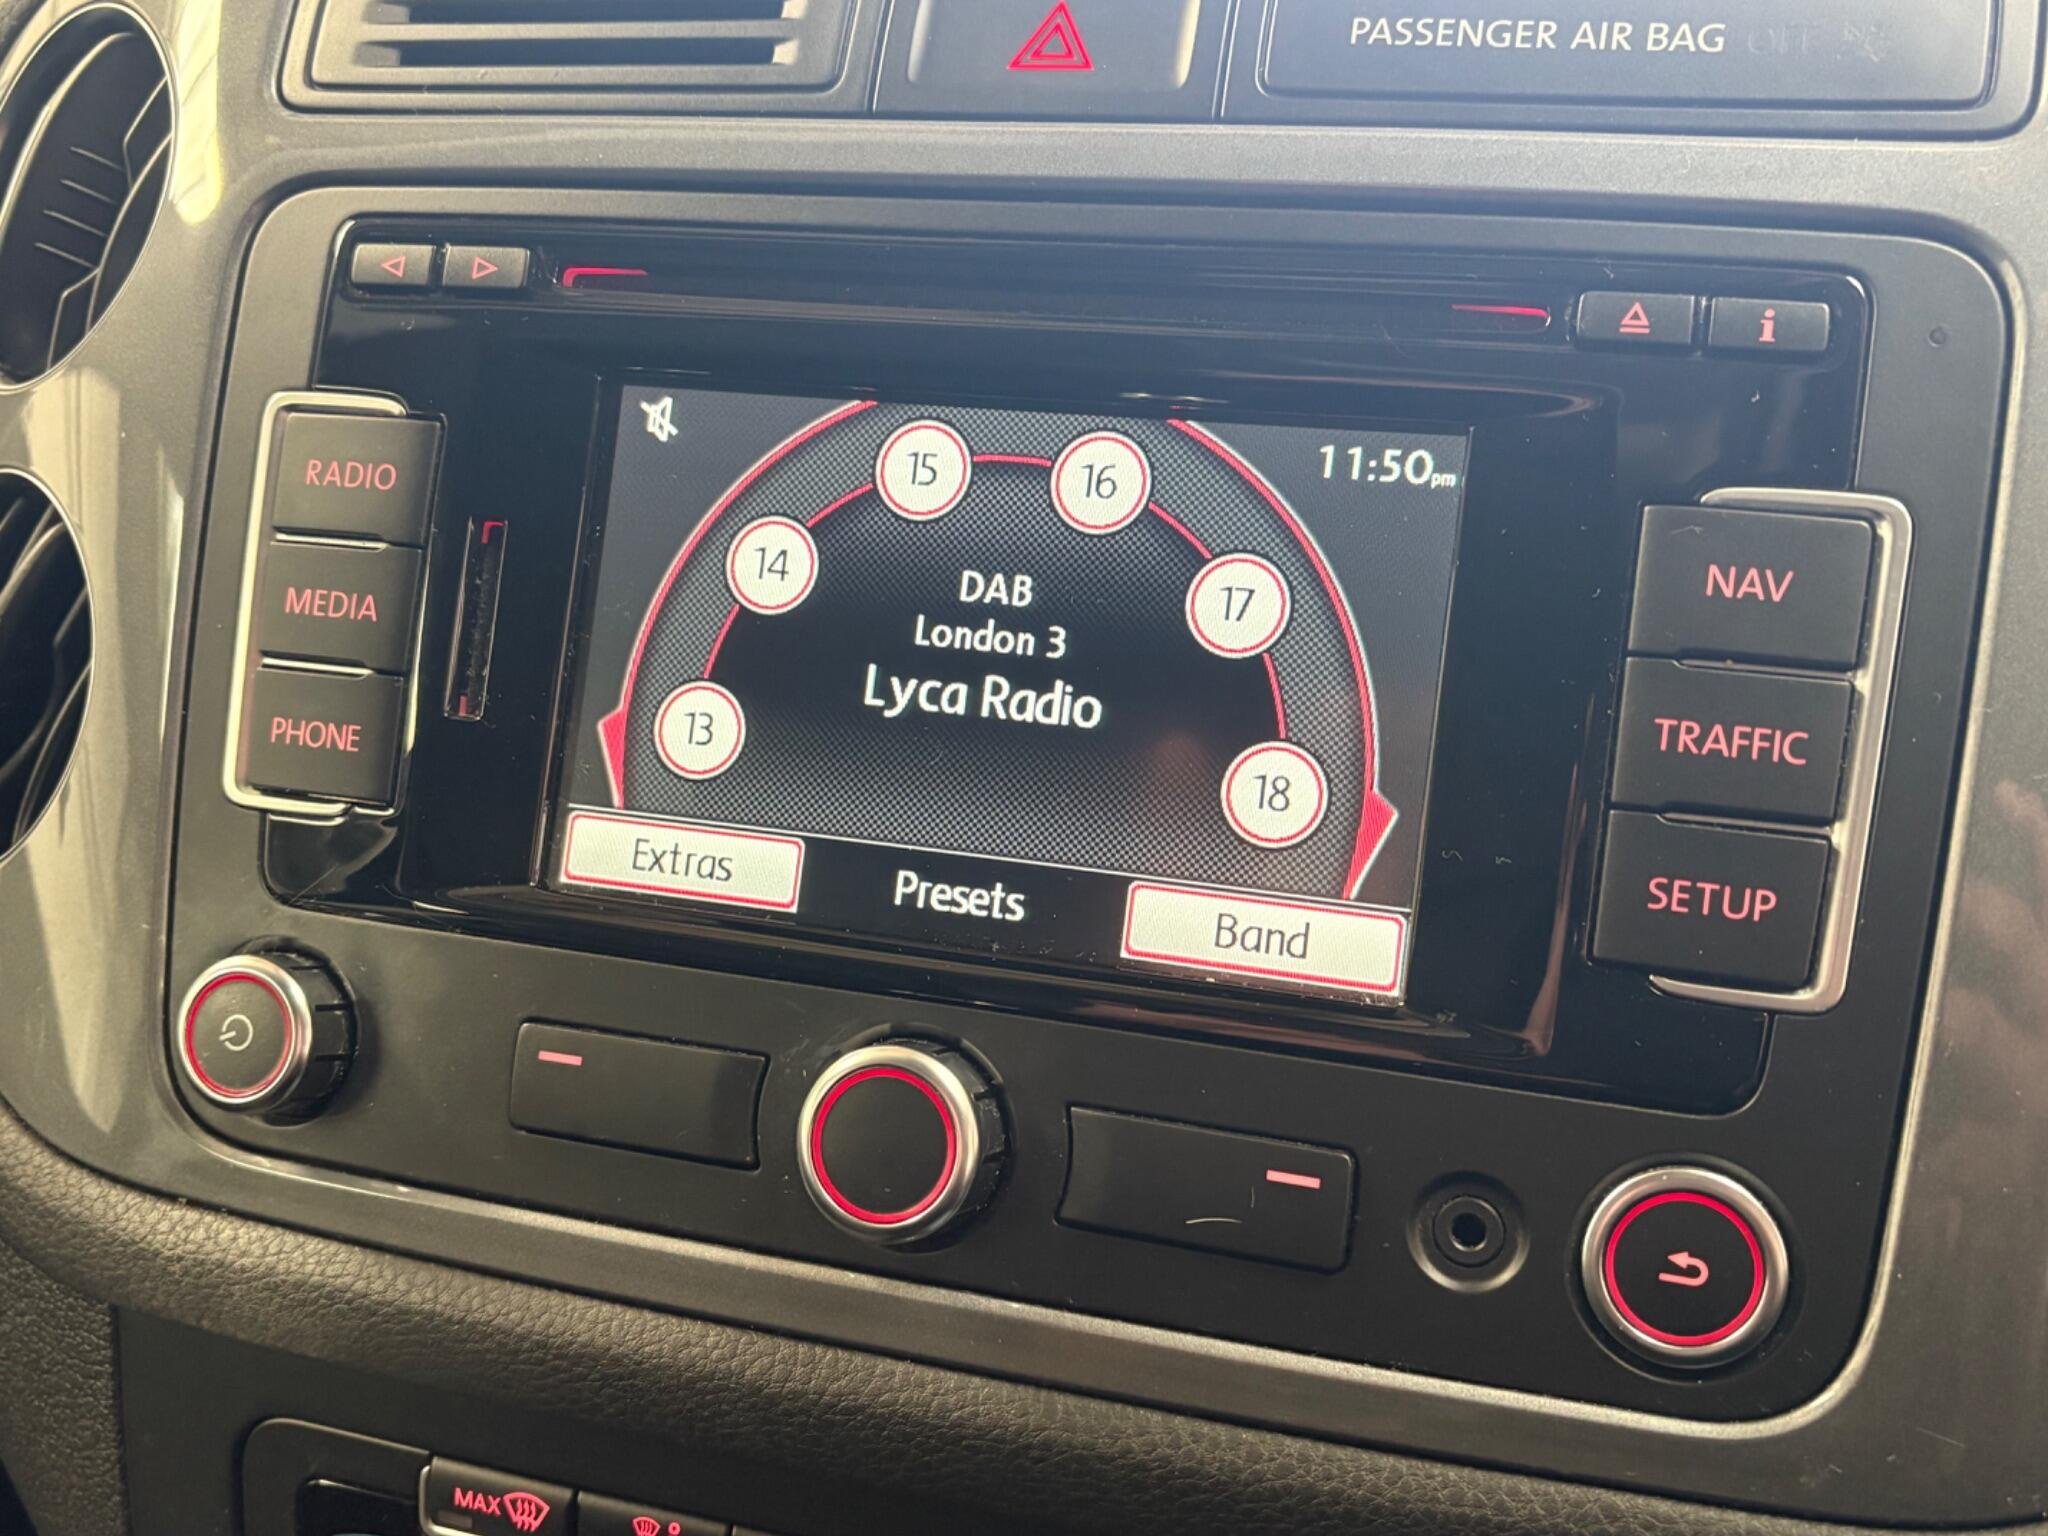 PASSENGER AIR BAG OFF
RADIO
MEDIA
PHONE
11:50pm
15
16
14
17
13
18
DAB
London 3
Lyca Radio
Extras
Presets
Band
i
NAV
TRAFFIC
SETUP
MAX